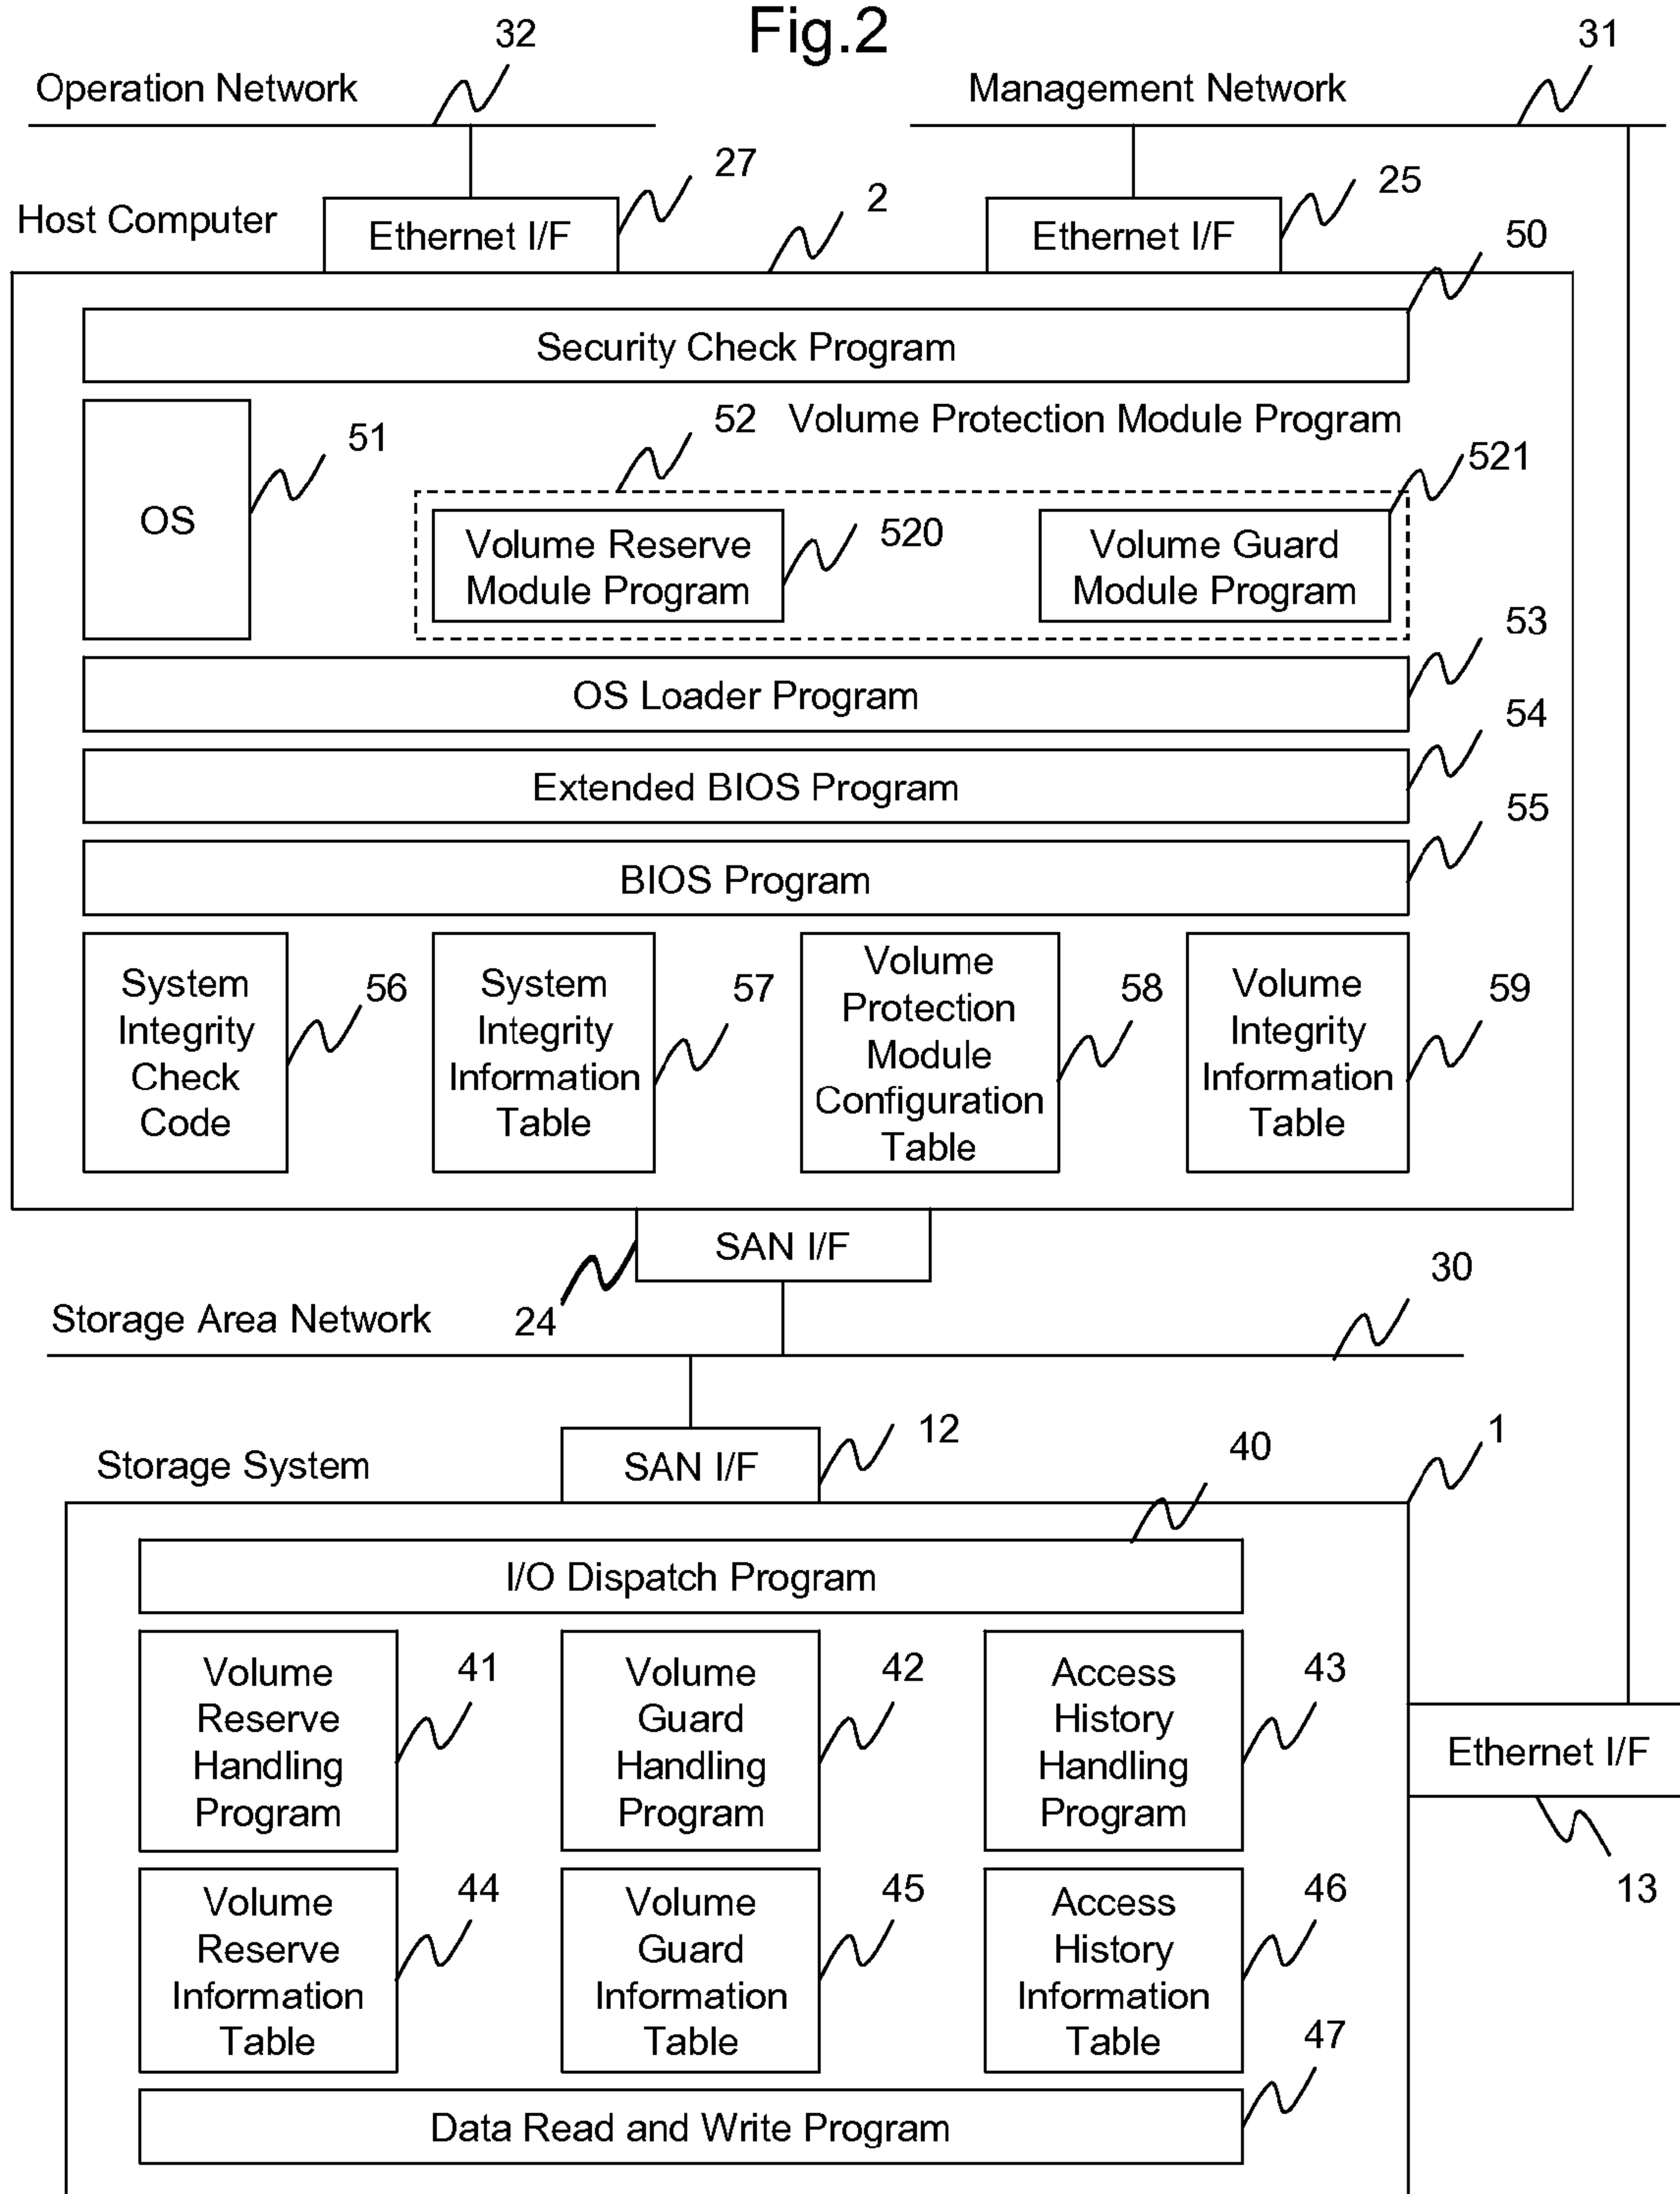 Fig.2
32
31
Operation Network
Management Network
27
25
Host Computer
Ethernet I/F
2
Ethernet I/F
50
Security Check Program
52
Volume Protection Module Program
51
521
OS
Volume Reserve
Module Program
520
Volume Guard
Module Program
53
OS Loader Program
54
Extended BIOS Program
55
BIOS Program
System
Integrity
Check
Code
56
System
Integrity
Information
Table
57
Volume
Protection
Module
Configuration
Table
58
Volume
Integrity
Information
Table
59
SAN I/F
24
30
Storage Area Network
12
1
Storage System
SAN I/F
40
I/O Dispatch Program
Volume
Reserve
Handling
Program
41
Volume
Guard
Handling
Program
42
Access
History
Handling
Program
43
Ethernet I/F
13
Volume
Reserve
Information
Table
44
Volume
Guard
Information
Table
45
Access
History
Information
Table
46
47
Data Read and Write Program